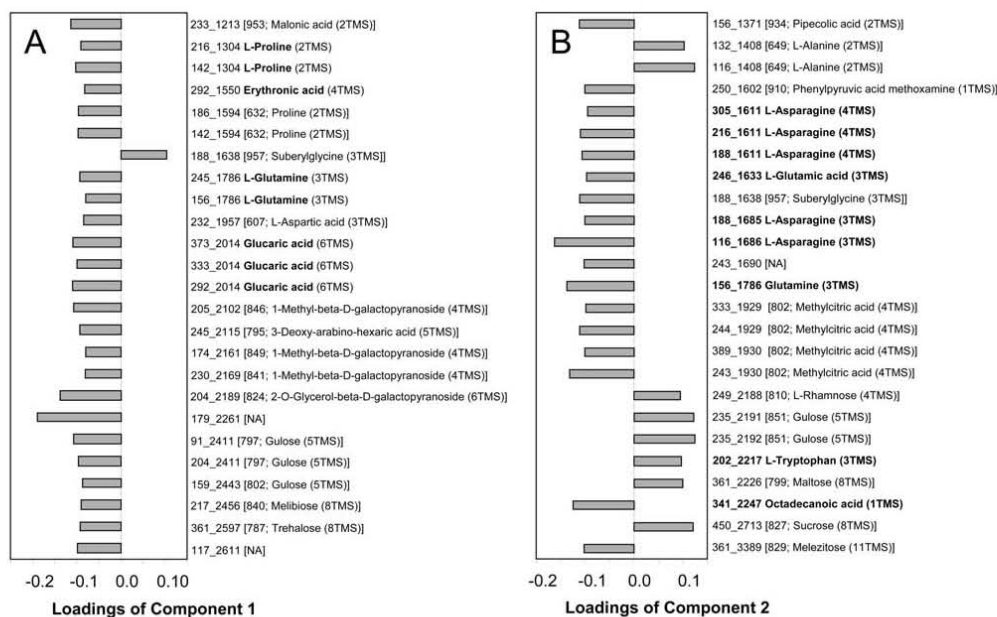 A
233_1213 [953; Malonic acid (2TMS)]
216_1304 L-Proline (2TMS)
142_1304 L-Proline (2TMS)
292_1550 Erythronic acid (4TMS)
186_1594 [632; Proline (2TMS)]
142_1594 [632; Proline (2TMS)]
188_1638 [957; Suberylglycine (3TMS]]
245_1786 L-Glutamine (3TMS)
156_1786 L-Glutamine (3TMS)
232_1957 [607; L-Aspartic acid (3TMS)]
373_2014 Glucaric acid (6TMS)
333_2014 Glucaric acid (6TMS)
292_2014 Glucaric acid (6TMS)
205_2102 [846; 1-Methyl-beta-D-galactopyranoside (4TMS)]
245_2115 [795; 3-Deoxy-arabino-hexaric acid (5TMS)]
174_2161 [849; 1-Methyl-beta-D-galactopyranoside (4TMS)]
230_2169 [841; 1-Methyl-beta-D-galactopyranoside (4TMS)]
204_2189 [824; 2-O-Glycerol-beta-D-galactopyranoside (6TMS)]
179_2261 [NA]
91_2411 [797; Gulose (5TMS)]
204_2411 [797; Gulose (5TMS)]
159_2443 [802; Gulose (5TMS)]
217_2456 [840; Melibiose (8TMS)]
361_2597 [787; Trehalose (8TMS)]
117_2611 [NA]
-0.2 -0.1 0.0 0.10
Loadings of Component 1
B
156_1371 [934; Pipecolic acid (2TMS)]
132_1408 [649; L-Alanine (2TMS)]
116_1408 [649; L-Alanine (2TMS)]
250_1602 [910; Phenylpyruvic acid methoxamine (1TMS)]
305_1611 L-Asparagine (4TMS)
216_1611 L-Asparagine (4TMS)
188_1611 L-Asparagine (4TMS)
246_1633 L-Glutamic acid (3TMS)
188_1638 [957; Suberylglycine (3TMS]]
188_1685 L-Asparagine (3TMS)
116_1686 L-Asparagine (3TMS)
243_1690 [NA]
156_1786 Glutamine (3TMS)
333_1929 [802; Methylcitric acid (4TMS)]
244_1929 [802; Methylcitric acid (4TMS)]
389_1930 [802; Methylcitric acid (4TMS)]
243_1930 [802; Methylcitric acid (4TMS)]
249_2188 [810; L-Rhamnose (4TMS)]
235_2191 [851; Gulose (5TMS)]
235_2192 [851; Gulose (5TMS)]
202_2217 L-Tryptophan (3TMS)
361_2226 [799; Maltose (8TMS)]
341_2247 Octadecanoic acid (1TMS)
450_2713 [827; Sucrose (8TMS)]
361_3389 [829; Melezitose (11TMS)]
-0.2 -0.1 0.0 0.10
Loadings of Component 2